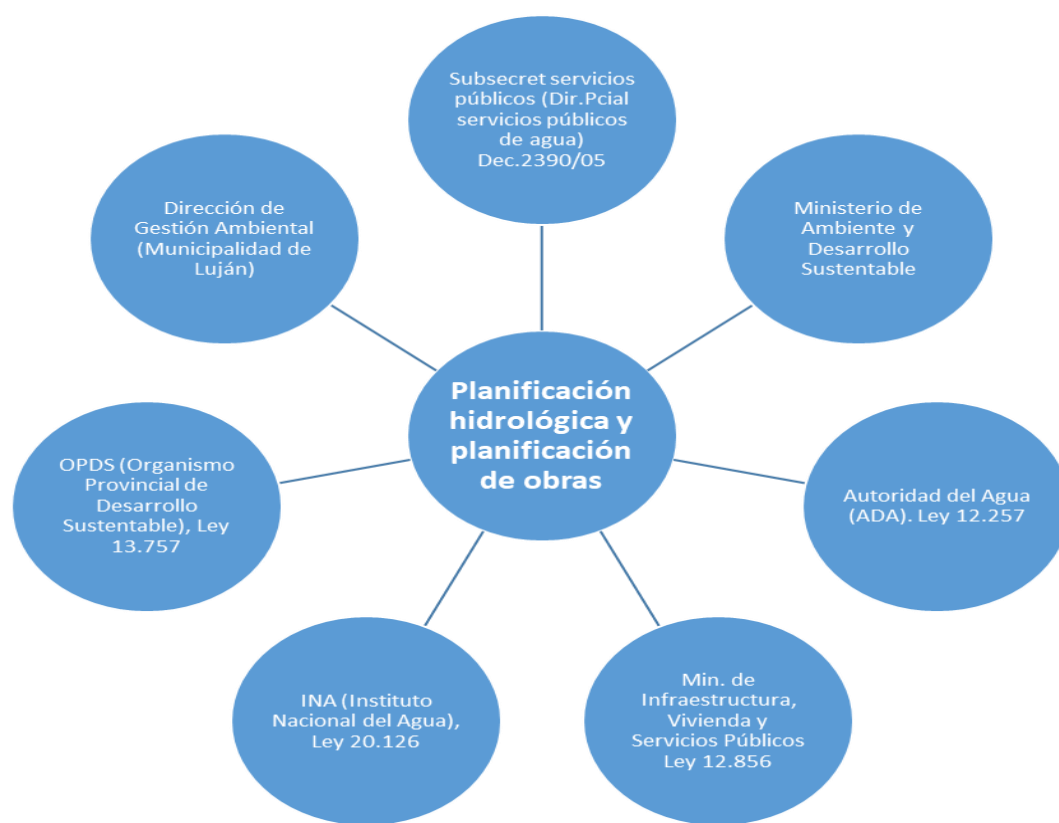 Subsecret servicios
públicos (Dir.Pcial
servicios públicos
de agua)
Dec.2390/05
Ministerio de
Ambiente y
Desarrollo
Sustentable
Autoridad del Agua
(ADA). Ley 12.257
Min. de
Infraestructura,
Vivienda y
Servicios Públicos
Ley 12.856
INA (Instituto
Nacional del Agua),
Ley 20.126
OPDS (Organismo
Provincial de
Desarrollo
Sustentable), Ley
13.757
Dirección de
Gestión Ambiental
(Municipalidad de
Luján)
Planificación
hidrológica y
planificación
de obras